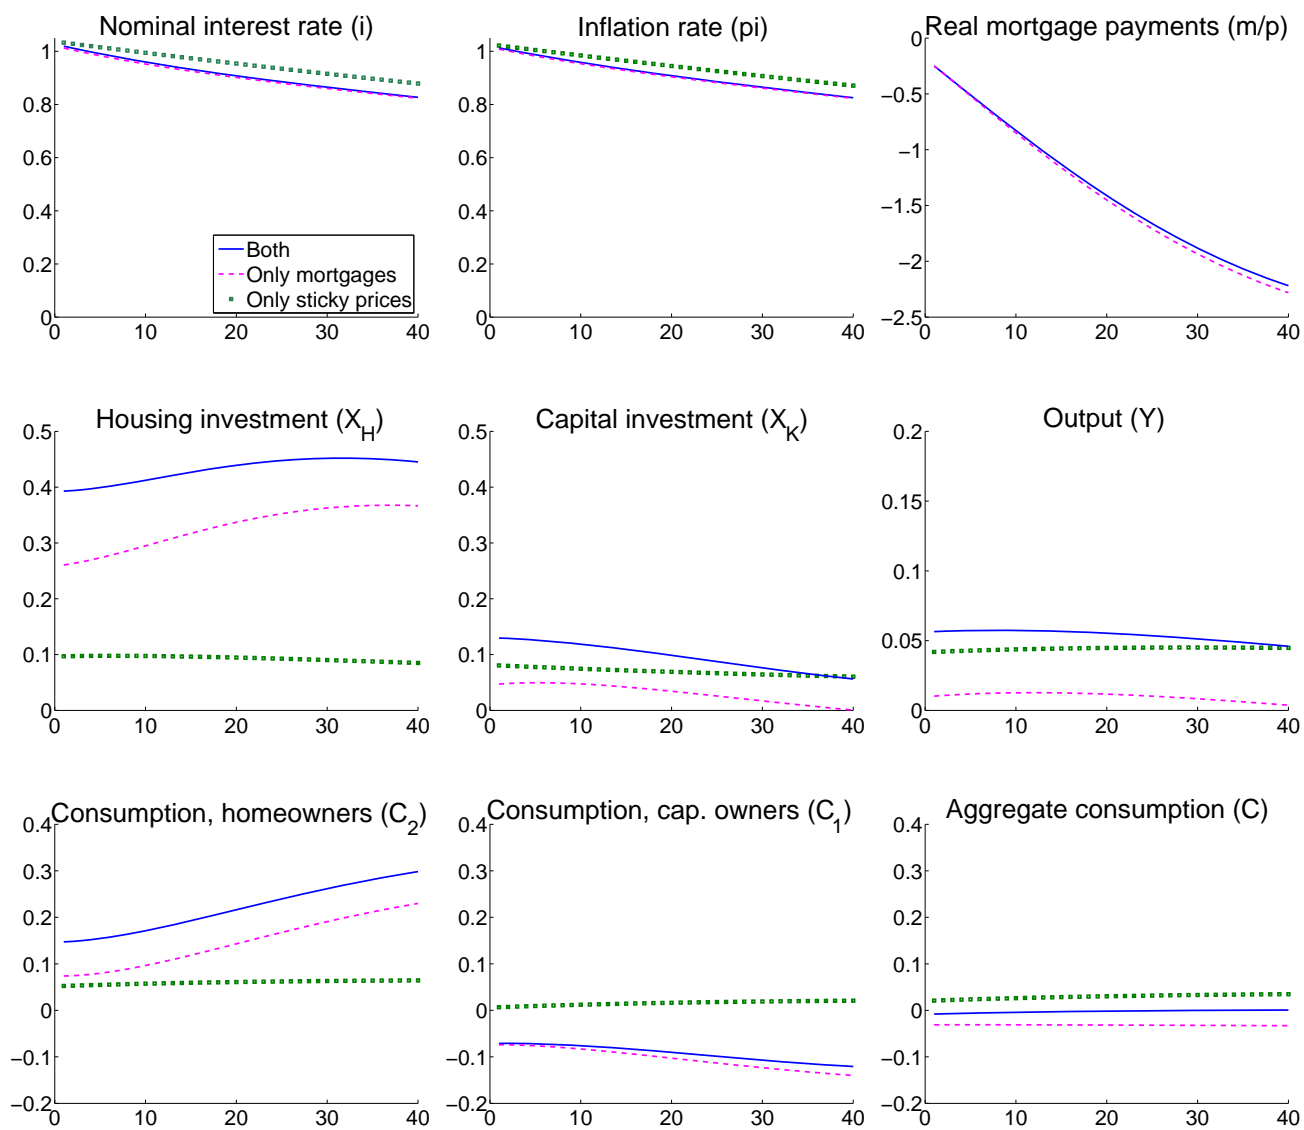 Nominal interest rate (i)
1
0.8
0.6
0.4
0.2
0
0 10 20 30 40
Both
Only mortgages
Only sticky prices
Inflation rate (pi)
1
0.8
0.6
0.4
0.2
0
0 10 20 30 40
Real mortgage payments (m/p)
0
−0.5
−1
−1.5
−2
−2.5
0 10 20 30 40
Housing investment (X_H)
0.5
0.4
0.3
0.2
0.1
0
0 10 20 30 40
Capital investment (X_K)
0.5
0.4
0.3
0.2
0.1
0
0 10 20 30 40
Output (Y)
0.2
0.15
0.1
0.05
0
0 10 20 30 40
Consumption, homeowners (C_2)
0.4
0.3
0.2
0.1
0
−0.1
−0.2
0 10 20 30 40
Consumption, cap. owners (C_1)
0.4
0.3
0.2
0.1
0
−0.1
−0.2
0 10 20 30 40
Aggregate consumption (C)
0.4
0.3
0.2
0.1
0
−0.1
−0.2
0 10 20 30 40